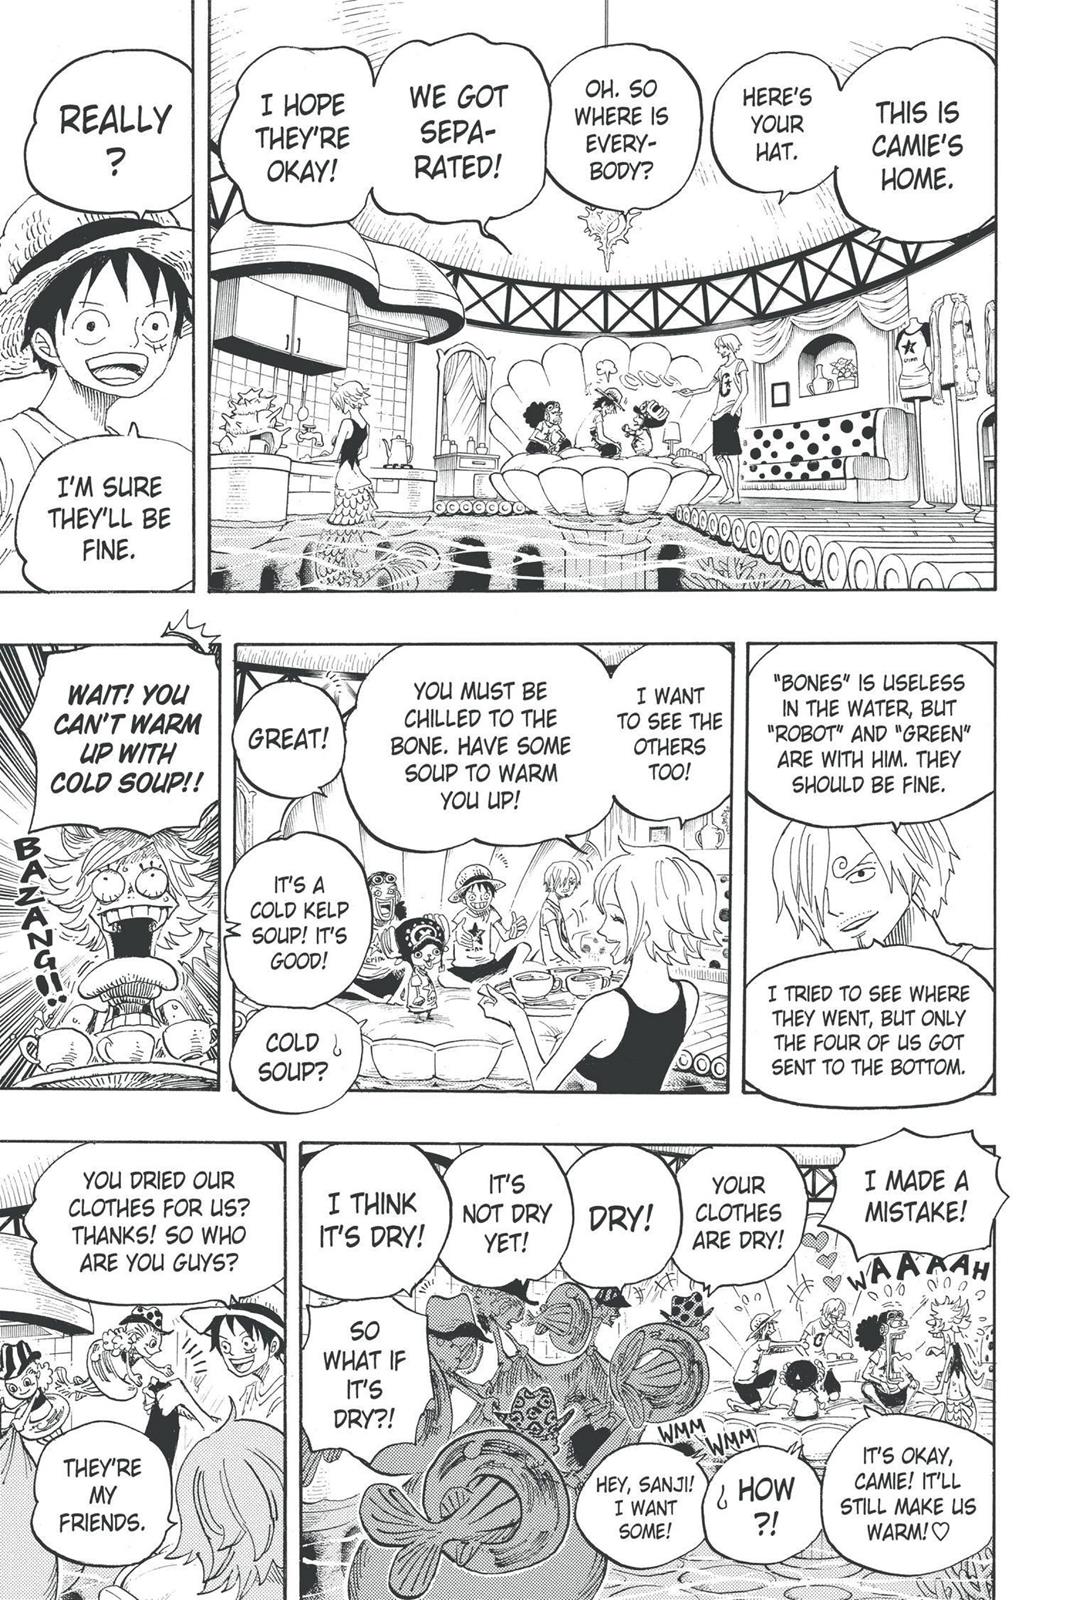 THIS IS
CAMIE'S
HOME.
HERE'S
YOUR
HAT.
OH. SO
WHERE IS
EVERY-
BODY?
WE GOT
SEPA-
RATED!
I HOPE
THEY'RE
OKAY!
REALLY
?
I'M SURE
THEY'LL BE
FINE.
"BONES" IS USELESS
IN THE WATER, BUT
"ROBOT" AND "GREEN"
ARE WITH HIM. THEY
SHOULD BE FINE.
I TRIED TO SEE WHERE
THEY WENT, BUT ONLY
THE FOUR OF US GOT
SENT TO THE BOTTOM.
I WANT
TO SEE THE
OTHERS
TOO!
YOU MUST BE
CHILLED TO THE
BONE. HAVE SOME
SOUP TO WARM
YOU UP!
GREAT!
IT'S A
COLD KELP
SOUP! IT'S
GOOD!
COLD
SOUP?
WAIT! YOU
CAN'T WARM
UP WITH
COLD SOUP!!
BAZANG!!
I MADE A
MISTAKE!
WAAAAAH
IT'S OKAY,
CAMIE! IT'LL
STILL MAKE US
WARM!♡
HOW
?!
HEY, SANJI!
I WANT
SOME!
WMM
WMM
YOUR
CLOTHES
ARE DRY!
DRY!
IT'S
NOT DRY
YET!
I THINK
IT'S DRY!
SO
WHAT IF
IT'S
DRY?!
YOU DRIED OUR
CLOTHES FOR US?
THANKS! SO WHO
ARE YOU GUYS?
THEY'RE
MY
FRIENDS.